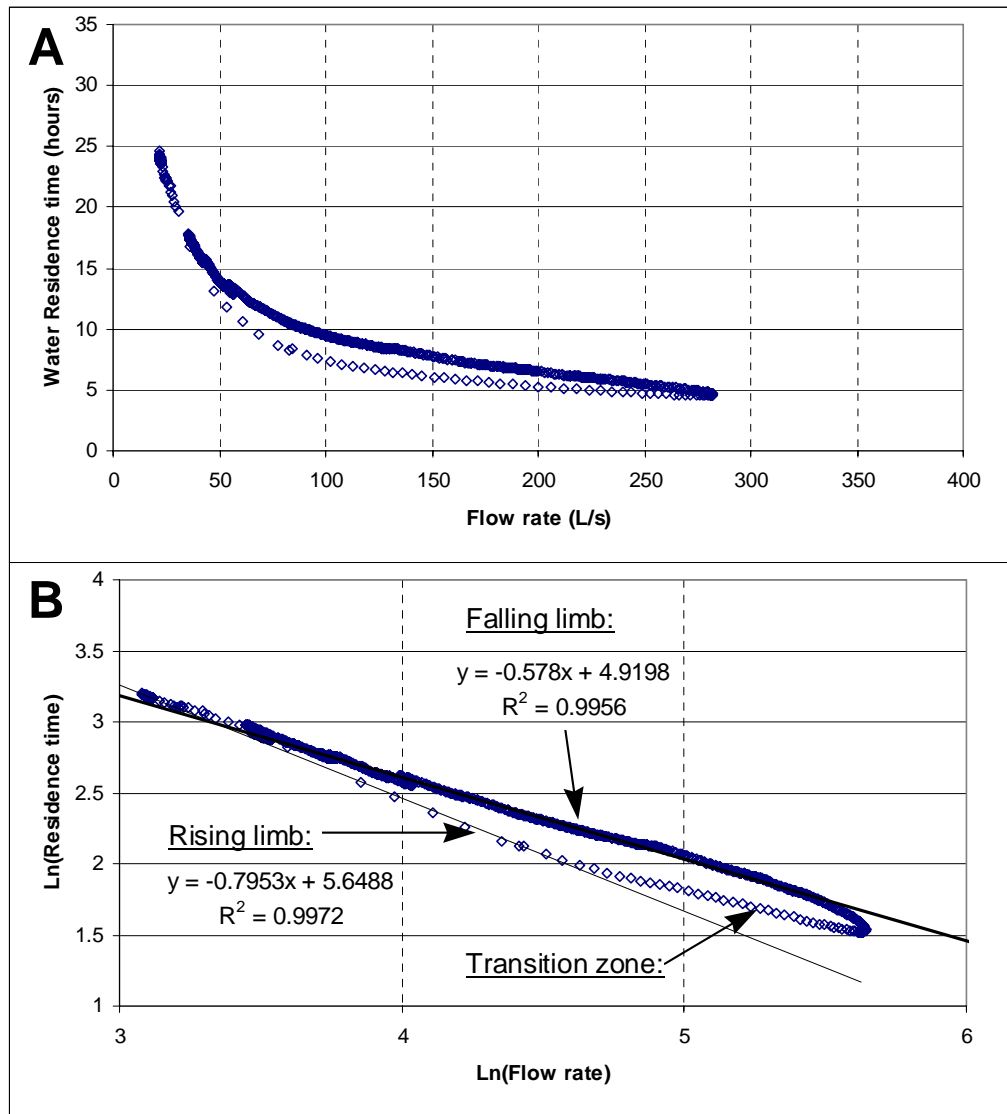 A
35
30
25
20
15
10
5
0
Water Residence time (hours)
0 50 100 150 200 250 300 350 400
Flow rate (L/s)
B
4
3.5
3
2.5
2
1.5
1
Ln(Residence time)
Falling limb:
y = -0.578x + 4.9198
R² = 0.9956
Rising limb:
y = -0.7953x + 5.6488
R² = 0.9972
Transition zone:
3 4 5 6
Ln(Flow rate)